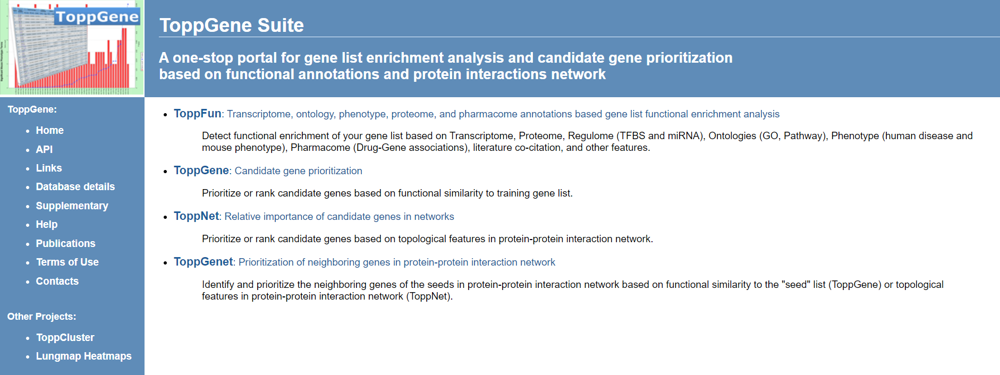 ToppGene
ToppGene Suite
A one-stop portal for gene list enrichment analysis and candidate gene prioritization
based on functional annotations and protein interactions network
ToppGene:
Home
API
Links
Database details
Supplementary
Help
Publications
Terms of Use
Contacts
Other Projects:
ToppCluster
Lungmap Heatmaps
ToppFun: Transcriptome, ontology, phenotype, proteome, and pharmacome annotations based gene list functional enrichment analysis
Detect functional enrichment of your gene list based on Transcriptome, Proteome, Regulome (TFBS and miRNA), Ontologies (GO, Pathway), Phenotype (human disease and
mouse phenotype), Pharmacome (Drug-Gene associations), literature co-citation, and other features.
ToppGene: Candidate gene prioritization
Prioritize or rank candidate genes based on functional similarity to training gene list.
ToppNet: Relative importance of candidate genes in networks
Prioritize or rank candidate genes based on topological features in protein-protein interaction network.
ToppGenet: Prioritization of neighboring genes in protein-protein interaction network
Identify and prioritize the neighboring genes of the seeds in protein-protein interaction network based on functional similarity to the "seed" list (ToppGene) or topological
features in protein-protein interaction network (ToppNet).